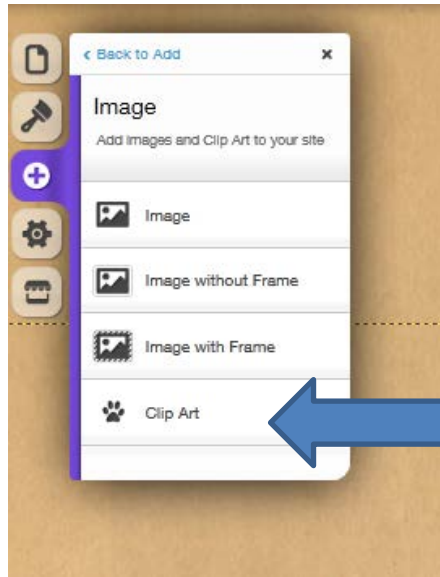 Back to Add
Image
Add Images and Clip Art to your site
Image
Image without Frame
Image with Frame
Clip Art